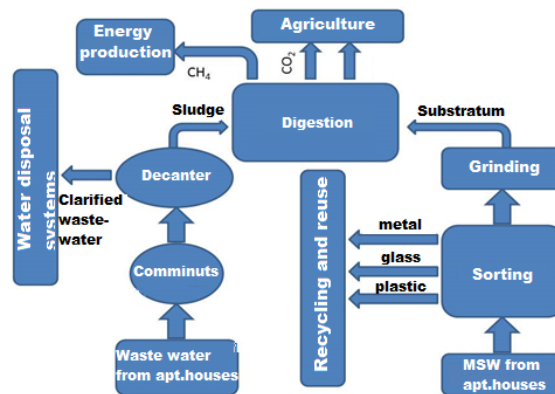 Energy
production
Agriculture
CH4
CO2
Sludge
Digestion
Substratum
Water disposal
systems
Decanter
Grinding
Clarified
waste-
water
Recycling and reuse
metal
glass
plastic
Sorting
Comminuts
Waste water
from apt.houses
MSW from
apt.houses